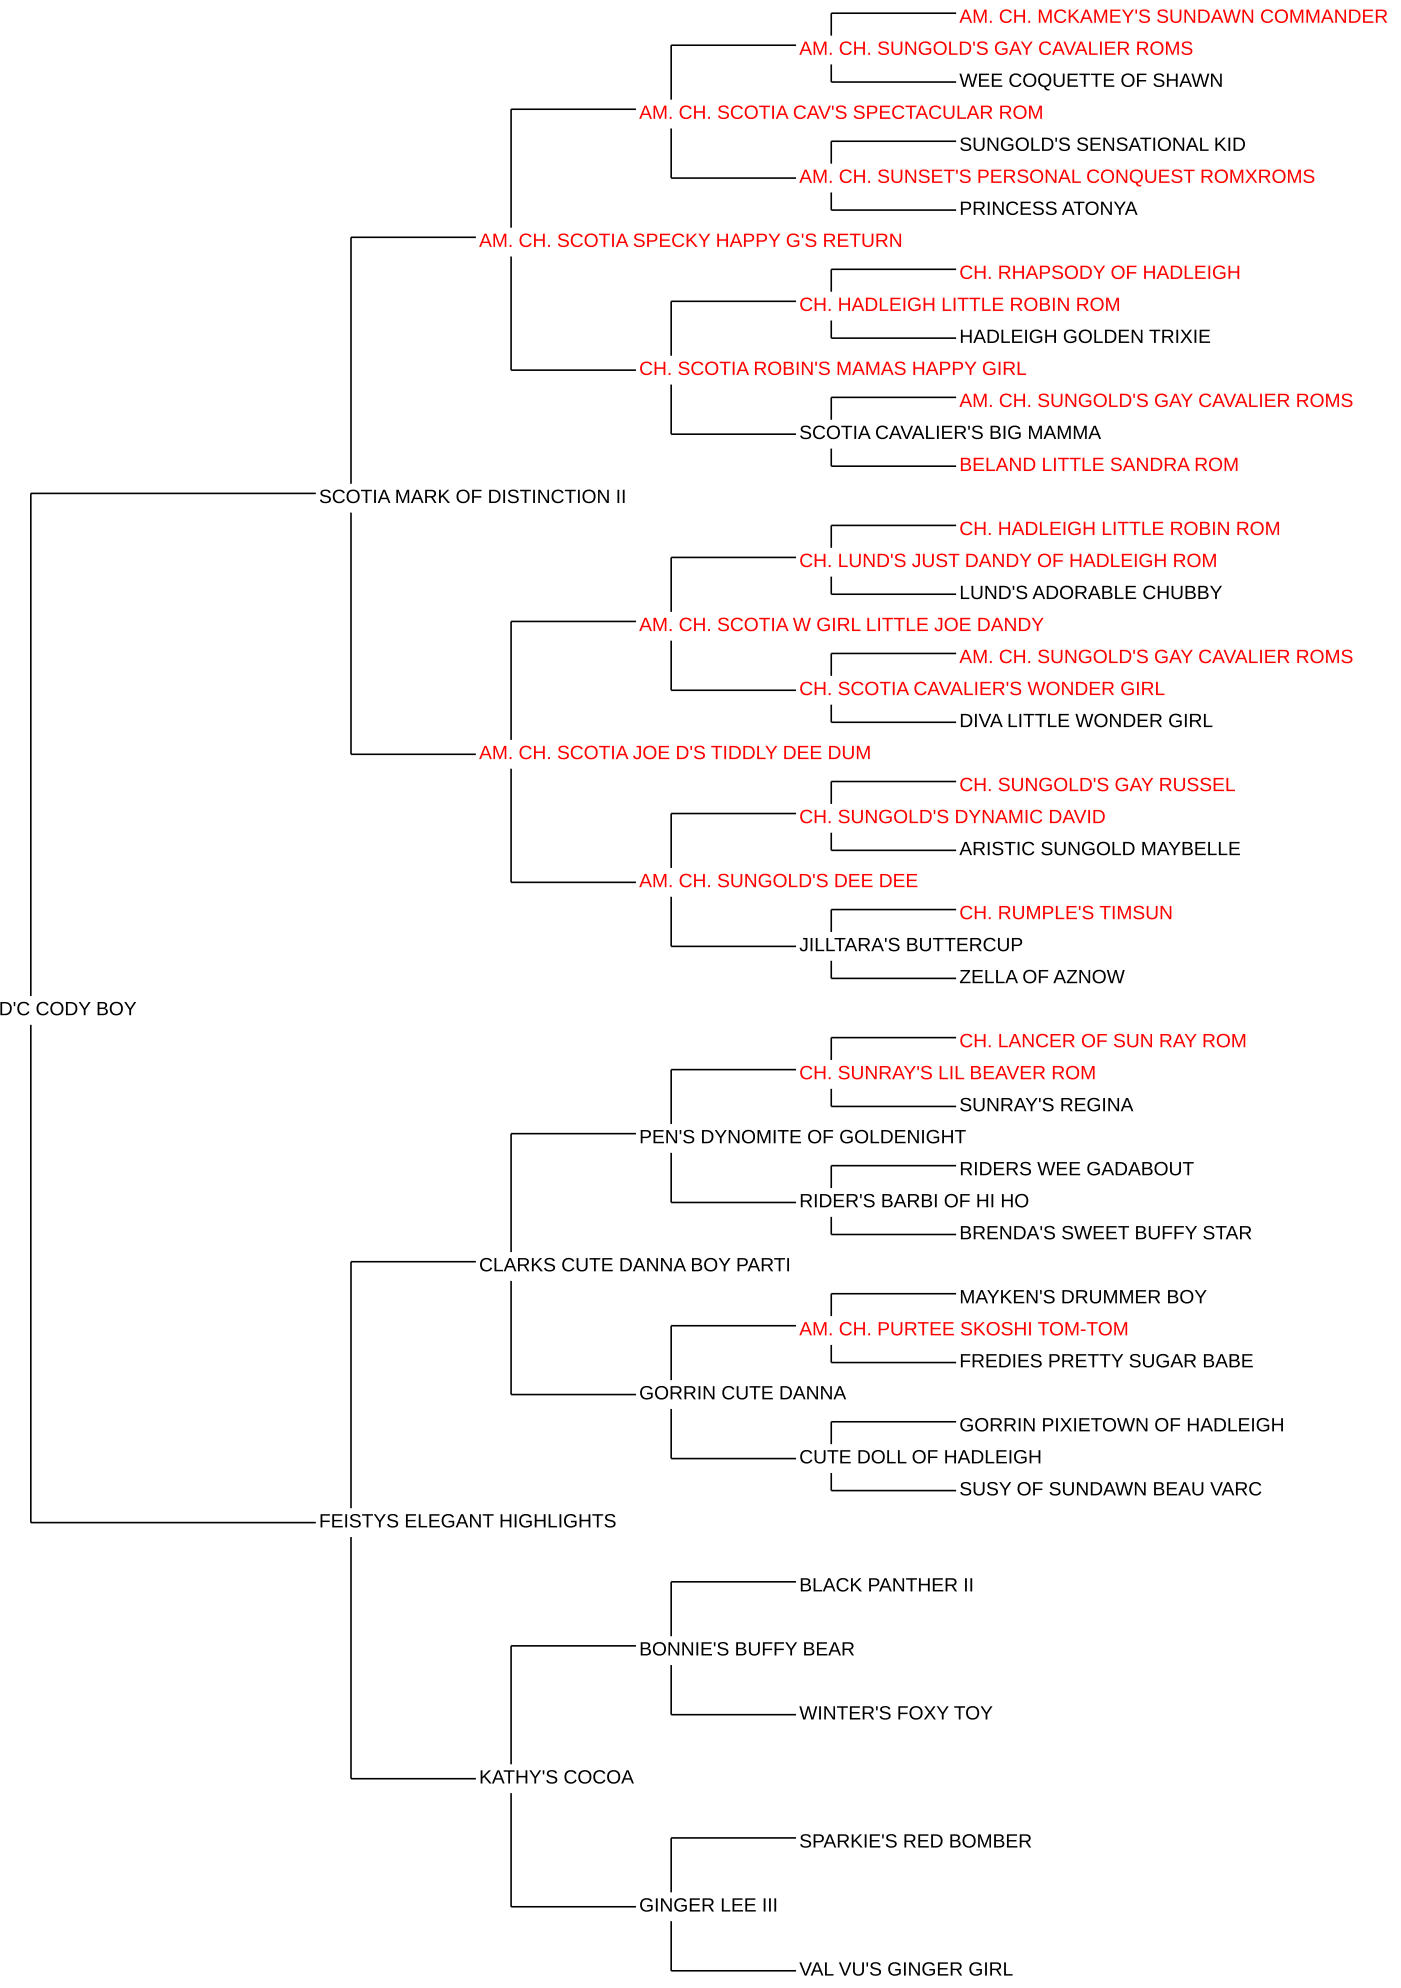 AM. CH. MCKAMEY'S SUNDAWN COMMANDER
AM. CH. SUNGOLD'S GAY CAVALIER ROMS
WEE COQUETTE OF SHAWN
AM. CH. SCOTIA CAV'S SPECTACULAR ROM
SUNGOLD'S SENSATIONAL KID
AM. CH. SUNSET'S PERSONAL CONQUEST ROMXROMS
PRINCESS ATONYA
AM. CH. SCOTIA SPECKY HAPPY G'S RETURN
CH. RHAPSODY OF HADLEIGH
CH. HADLEIGH LITTLE ROBIN ROM
HADLEIGH GOLDEN TRIXIE
CH. SCOTIA ROBIN'S MAMAS HAPPY GIRL
AM. CH. SUNGOLD'S GAY CAVALIER ROMS
SCOTIA CAVALIER'S BIG MAMMA
BELAND LITTLE SANDRA ROM
SCOTIA MARK OF DISTINCTION II
CH. HADLEIGH LITTLE ROBIN ROM
CH. LUND'S JUST DANDY OF HADLEIGH ROM
LUND'S ADORABLE CHUBBY
AM. CH. SCOTIA W GIRL LITTLE JOE DANDY
AM. CH. SUNGOLD'S GAY CAVALIER ROMS
CH. SCOTIA CAVALIER'S WONDER GIRL
DIVA LITTLE WONDER GIRL
AM. CH. SCOTIA JOE D'S TIDDLY DEE DUM
CH. SUNGOLD'S GAY RUSSEL
CH. SUNGOLD'S DYNAMIC DAVID
ARISTIC SUNGOLD MAYBELLE
AM. CH. SUNGOLD'S DEE DEE
CH. RUMPLE'S TIMSUN
JILLTARA'S BUTTERCUP
ZELLA OF AZNOW
D'C CODY BOY
CH. LANCER OF SUN RAY ROM
CH. SUNRAY'S LIL BEAVER ROM
SUNRAY'S REGINA
PEN'S DYNOMITE OF GOLDENIGHT
RIDERS WEE GADABOUT
RIDER'S BARBI OF HI HO
BRENDA'S SWEET BUFFY STAR
CLARKS CUTE DANNA BOY PARTI
MAYKEN'S DRUMMER BOY
AM. CH. PURTEE SKOSHI TOM-TOM
FREDIES PRETTY SUGAR BABE
GORRIN CUTE DANNA
GORRIN PIXIETOWN OF HADLEIGH
CUTE DOLL OF HADLEIGH
SUSY OF SUNDAWN BEAU VARC
FEISTYS ELEGANT HIGHLIGHTS
BLACK PANTHER II
BONNIE'S BUFFY BEAR
WINTER'S FOXY TOY
KATHY'S COCOA
SPARKIE'S RED BOMBER
GINGER LEE III
VAL VU'S GINGER GIRL